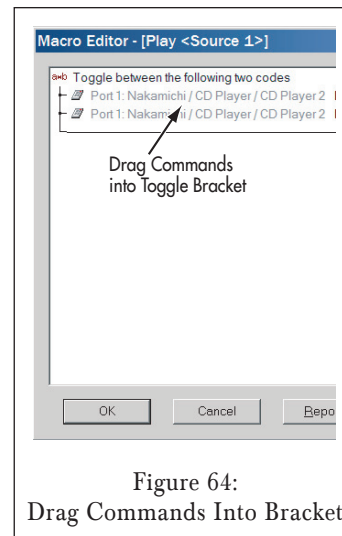 Macro Editor - [Play <Source 1>]
a↔b Toggle between the following two codes
Port 1: Nakamichi / CD Player / CD Player 2
Port 1: Nakamichi / CD Player / CD Player 2
Drag Commands
into Toggle Bracket
OK Cancel Repo
Figure 64:
Drag Commands Into Bracket